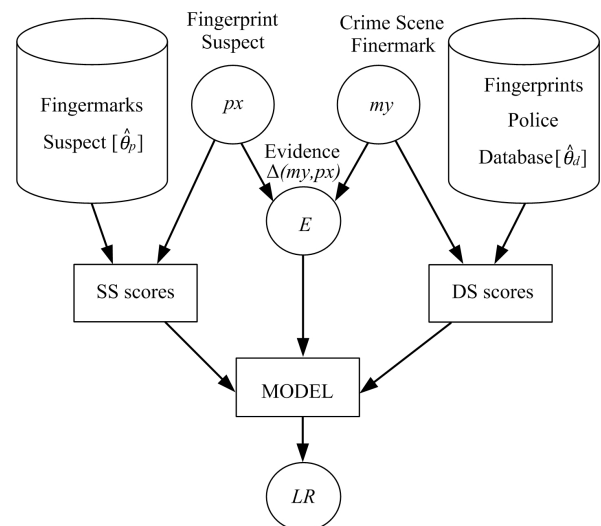 Fingerprint
Suspect
Crime Scene
Finermark
Fingermarks
Suspect [θ̂p]
px
my
Fingerprints
Police
Database[θ̂d]
Evidence
Δ(my,px)
E
SS scores
DS scores
MODEL
LR